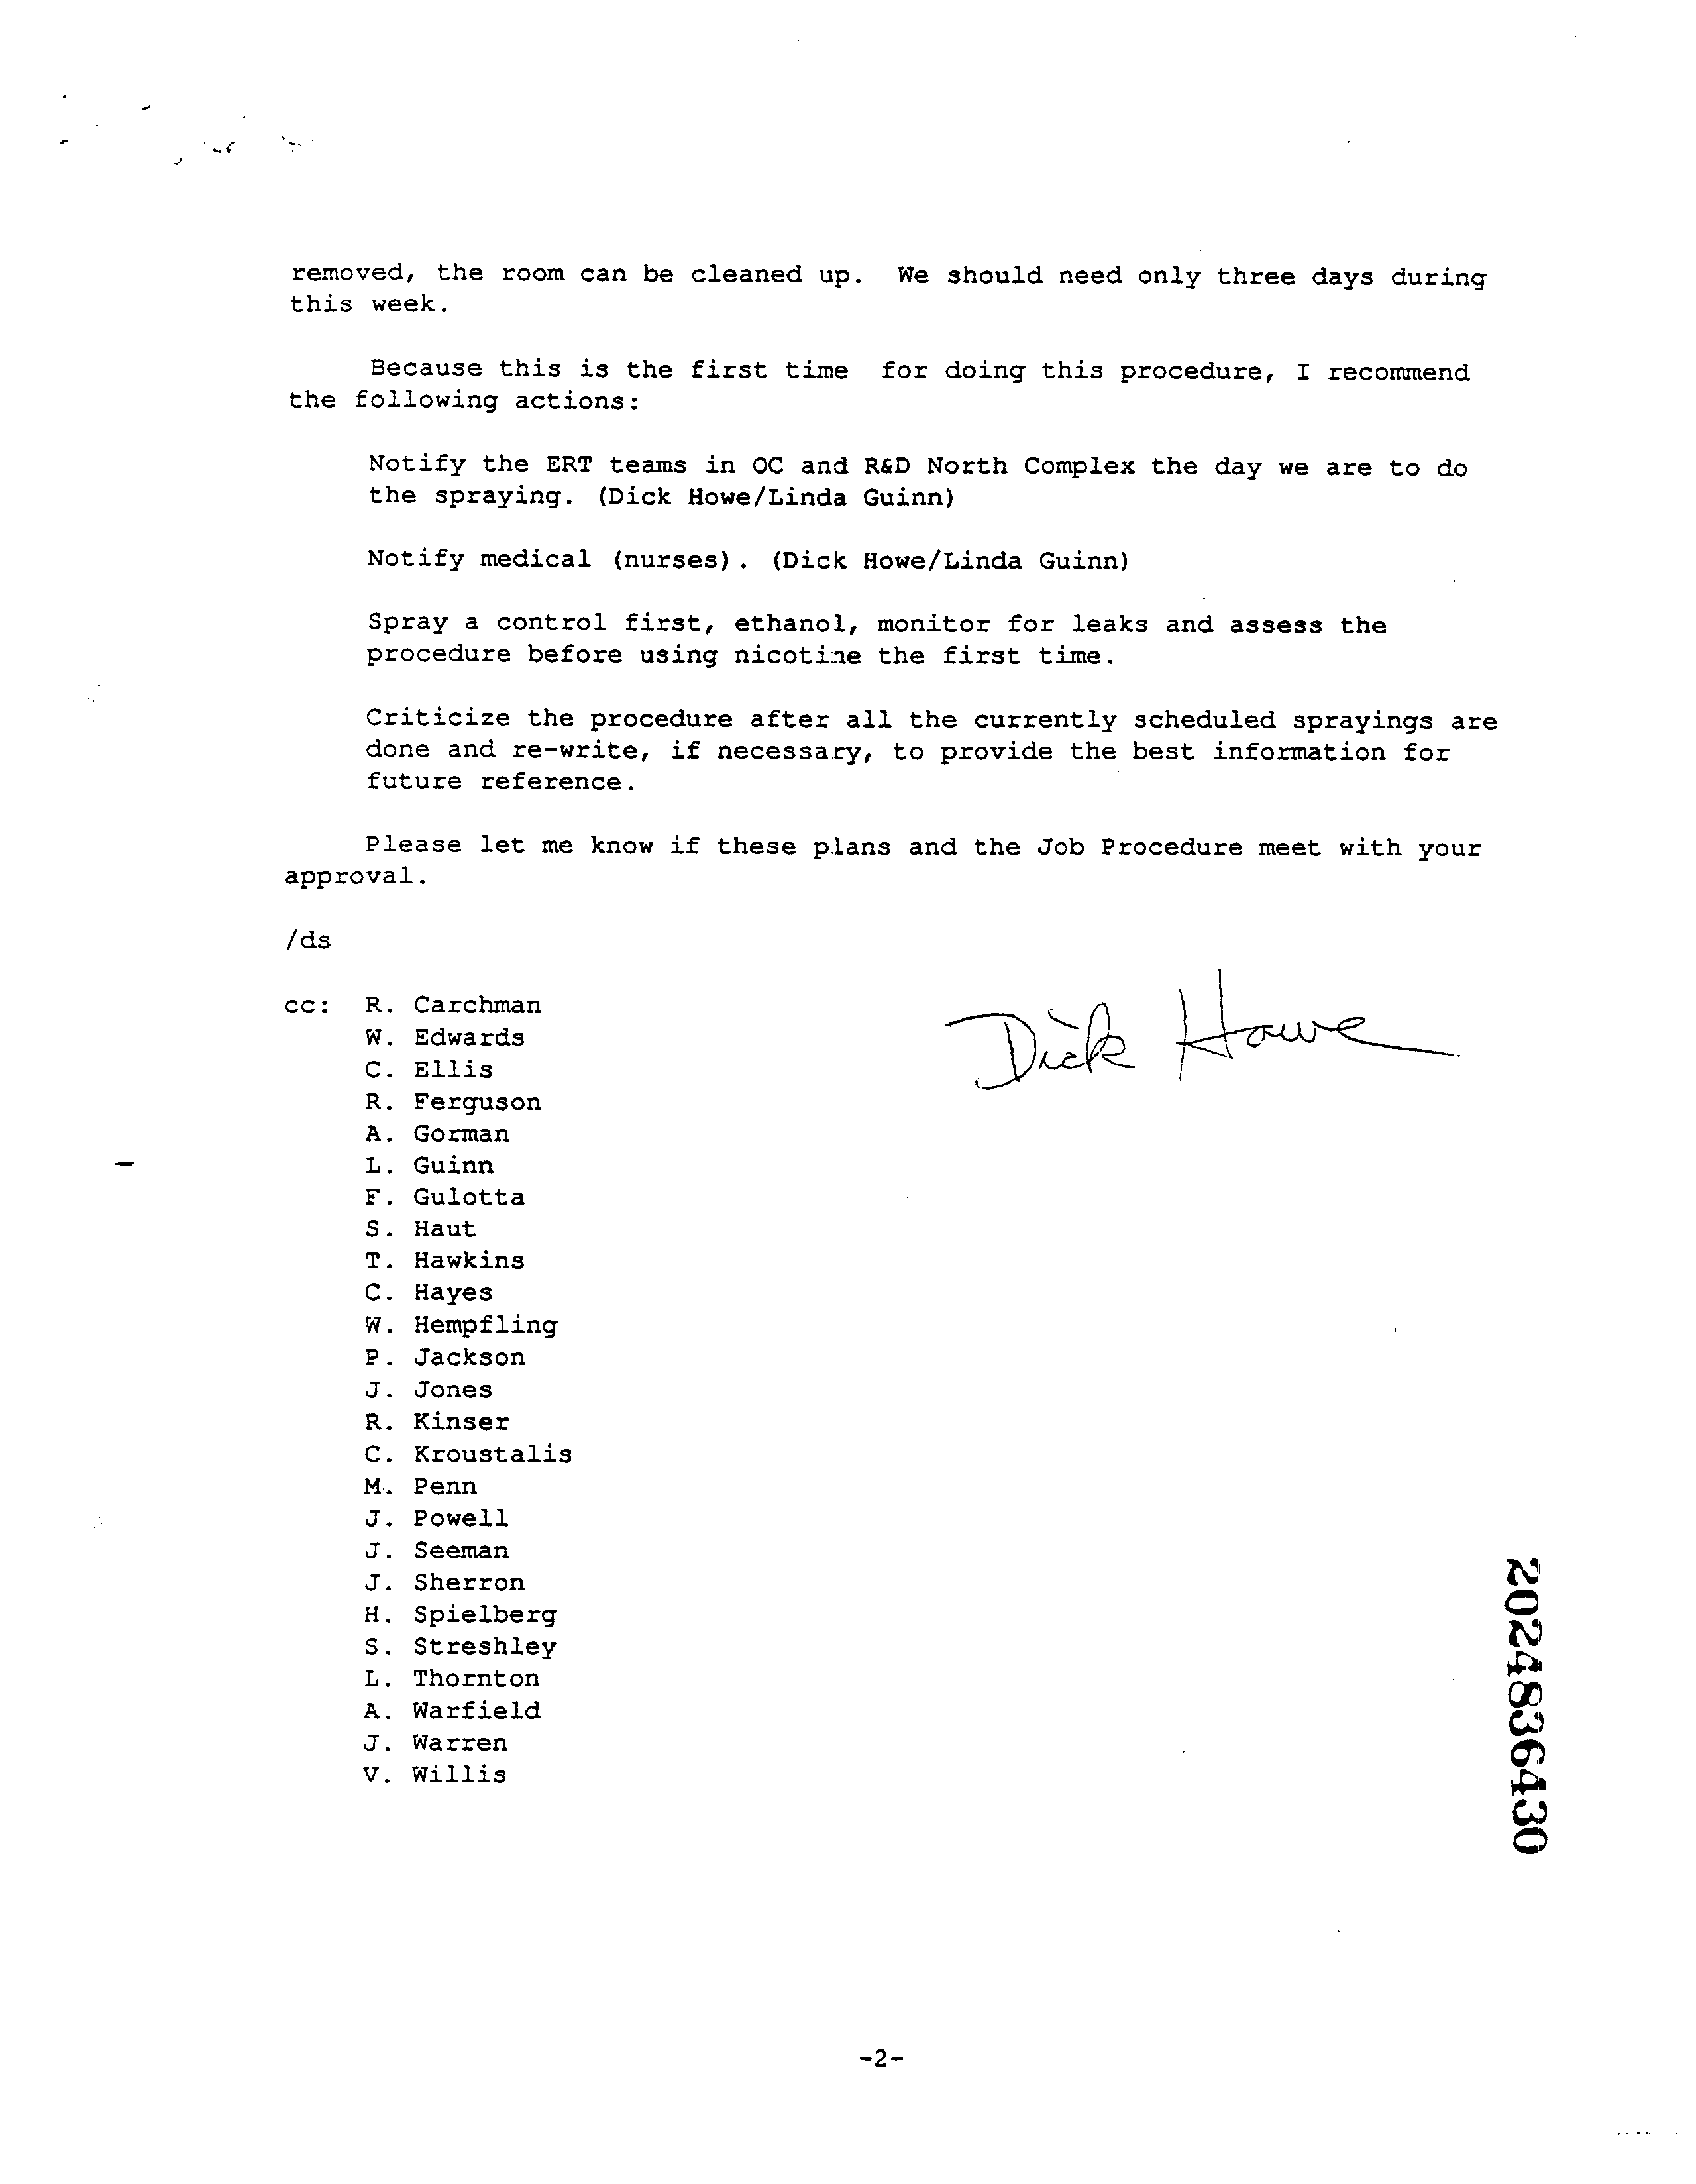 removed, the room can be cleaned up.  We should need only three days during
this week.
Because this is the first time  for doing this procedure, I recommend
the following actions:
Notify the ERT teams in OC and R&D North Complex the day we are to do
the spraying. (Dick Howe/Linda Guinn)
Notify medical (nurses). (Dick Howe/Linda Guinn)
Spray a control first, ethanol, monitor for leaks and assess the
procedure before using nicotine the first time.
Criticize the procedure after all the currently scheduled sprayings are
done and re-write, if necessary, to provide the best information for
future reference.
Please let me know if these plans and the Job Procedure meet with your
approval.
/ds
cc: R. Carchman
W. Edwards
C. Ellis
R. Ferguson
A. Gorman
L. Guinn
F. Gulotta
S. Haut
T. Hawkins
C. Hayes
W. Hempfling
P. Jackson
J. Jones
R. Kinser
C. Kroustalis
M. Penn
J. Powell
J. Seeman
J. Sherron
H. Spielberg
S. Streshley
L. Thornton
A. Warfield
J. Warren
V. Willis
Dick Howe
2024836430
-2-